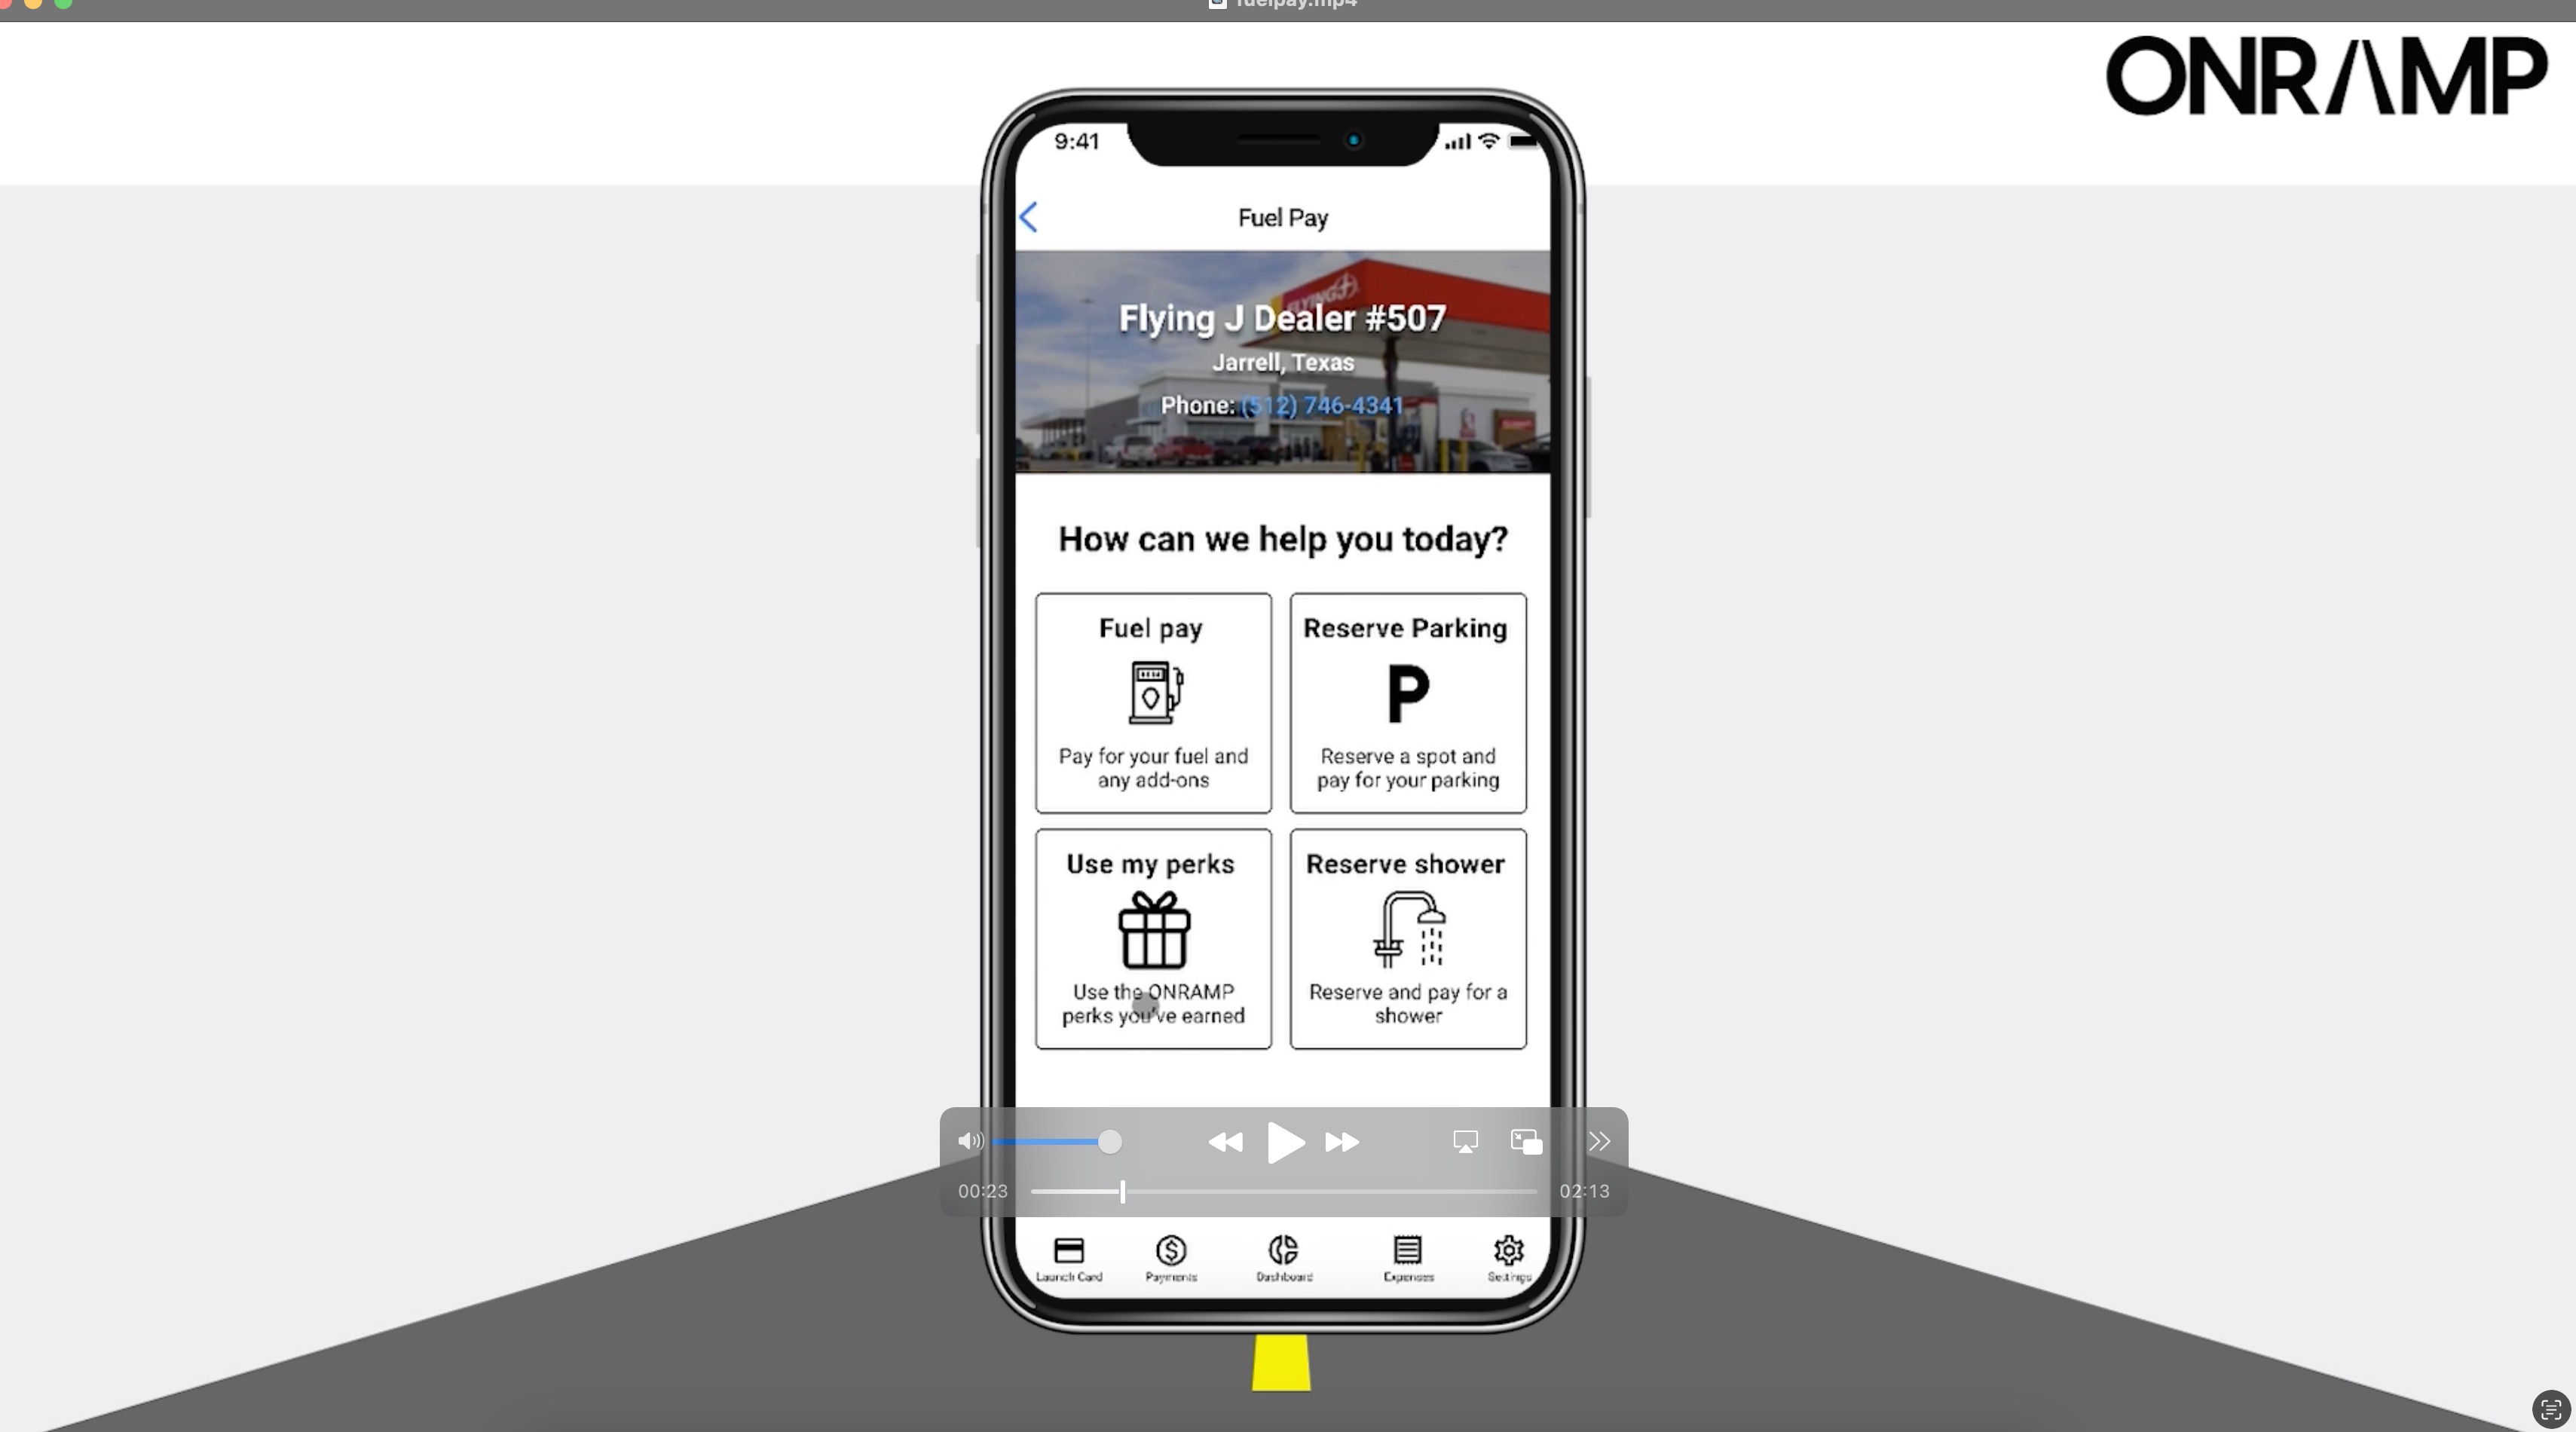 fuelpay.mp4
ONRAMP
9:41
Fuel Pay
FLYING J
Flying J Dealer #507
Jarrell, Texas
Phone: (512) 746-4341
How can we help you today?
Fuel pay
Pay for your fuel and
any add-ons
Reserve Parking
P
Reserve a spot and
pay for your parking
Use my perks
Use the ONRAMP
perks you've earned
Reserve shower
Reserve and pay for a
shower
00:23
02:13
Launch Card
Payments
Dashboard
Expenses
Settings